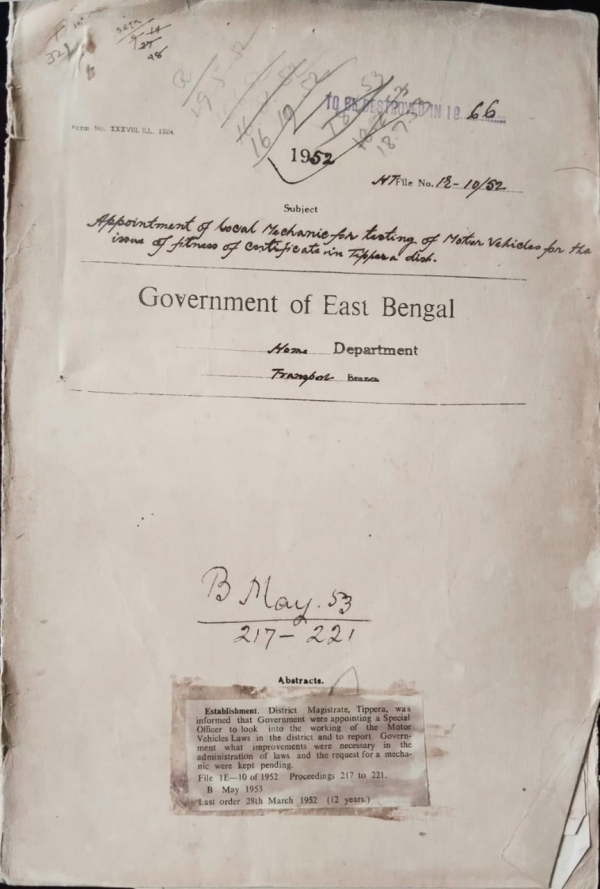 TO BE DESTROYED IN 19 66
Form No. XXXVIII. S.L. 1924.
1952
HT File No. 1E-10/52
Subject
Appointment of Local Mechanic for testing of Motor Vehicles for the
issue of fitness of certificate in Tippera dist.
Government of East Bengal
Home Department
Transport Branch
B May. 53
217-221
Abstracts.
Establishment. District Magistrate, Tippera, was
informed that Government were appointing a Special
Officer to look into the working of the Motor
Vehicles Laws in the district and to report Govern-
ment what improvements were necessary in the
administration of laws and the request for a mecha-
nic were kept pending.
File 1E—10 of 1952 Proceedings 217 to 221.
B May 1953
Last order 28th March 1952 (12 years.)